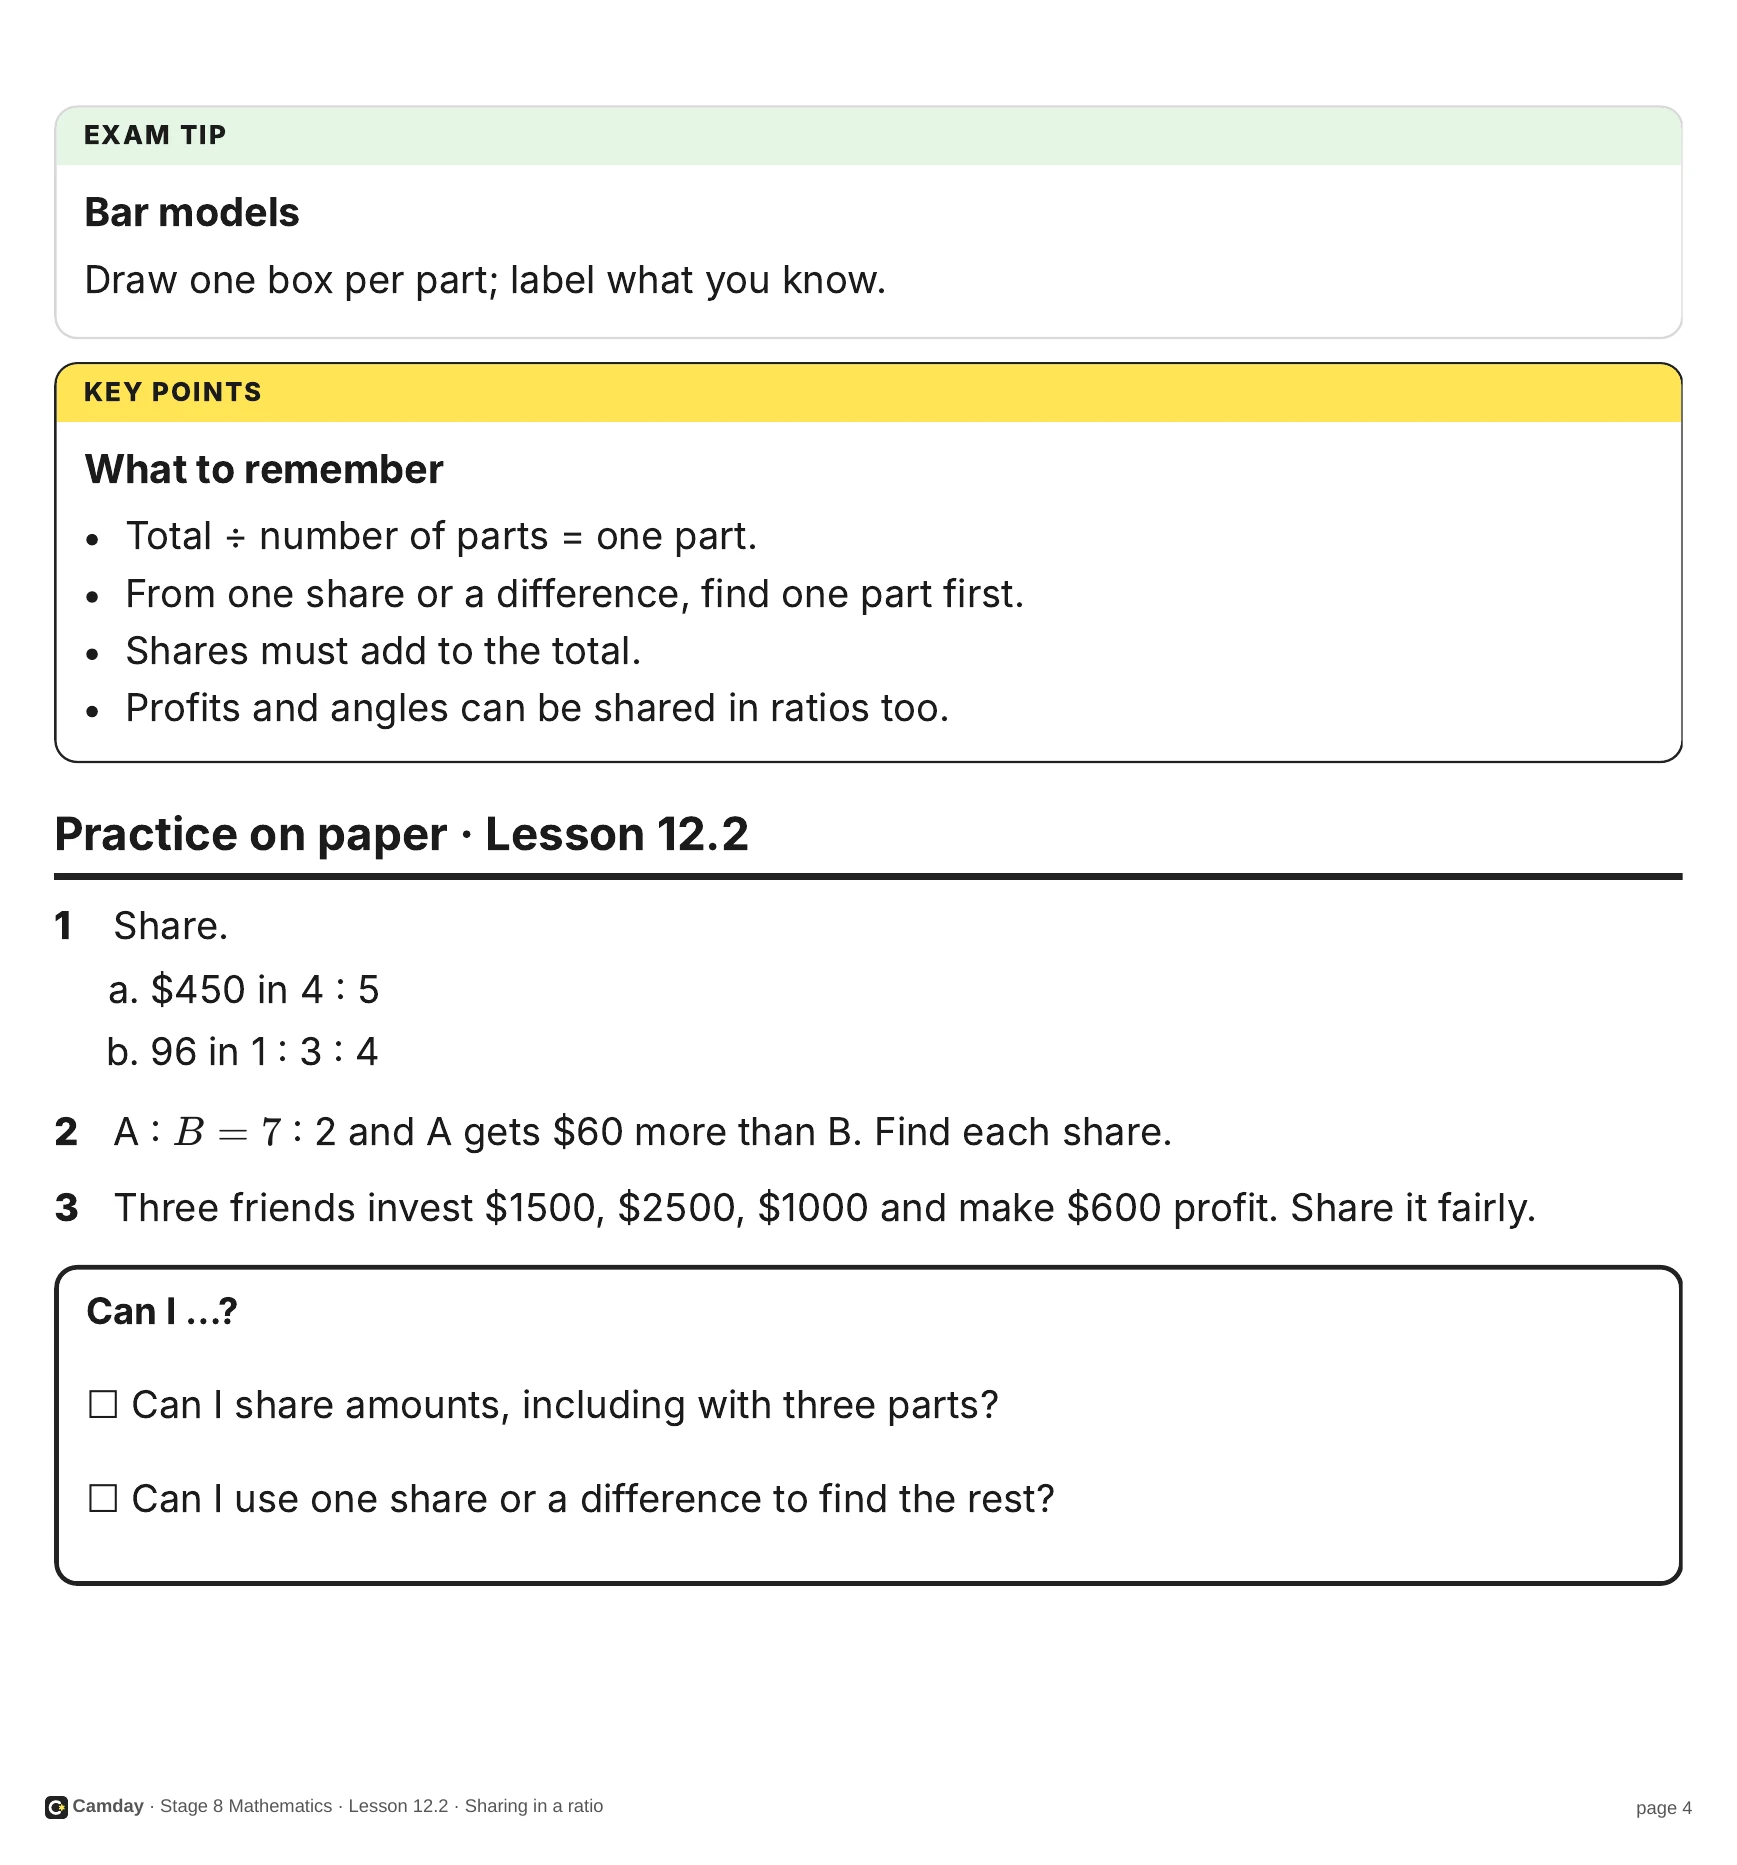 EXAM TIP
Bar models
Draw one box per part; label what you know.
KEY POINTS
What to remember
• Total ÷ number of parts = one part.
• From one share or a difference, find one part first.
• Shares must add to the total.
• Profits and angles can be shared in ratios too.
Practice on paper · Lesson 12.2
1 Share.
a. $450 in 4 : 5
b. 96 in 1 : 3 : 4
2 A : B = 7 : 2 and A gets $60 more than B. Find each share.
3 Three friends invest $1500, $2500, $1000 and make $600 profit. Share it fairly.
Can I …?
☐ Can I share amounts, including with three parts?
☐ Can I use one share or a difference to find the rest?
Camday · Stage 8 Mathematics · Lesson 12.2 · Sharing in a ratio
page 4